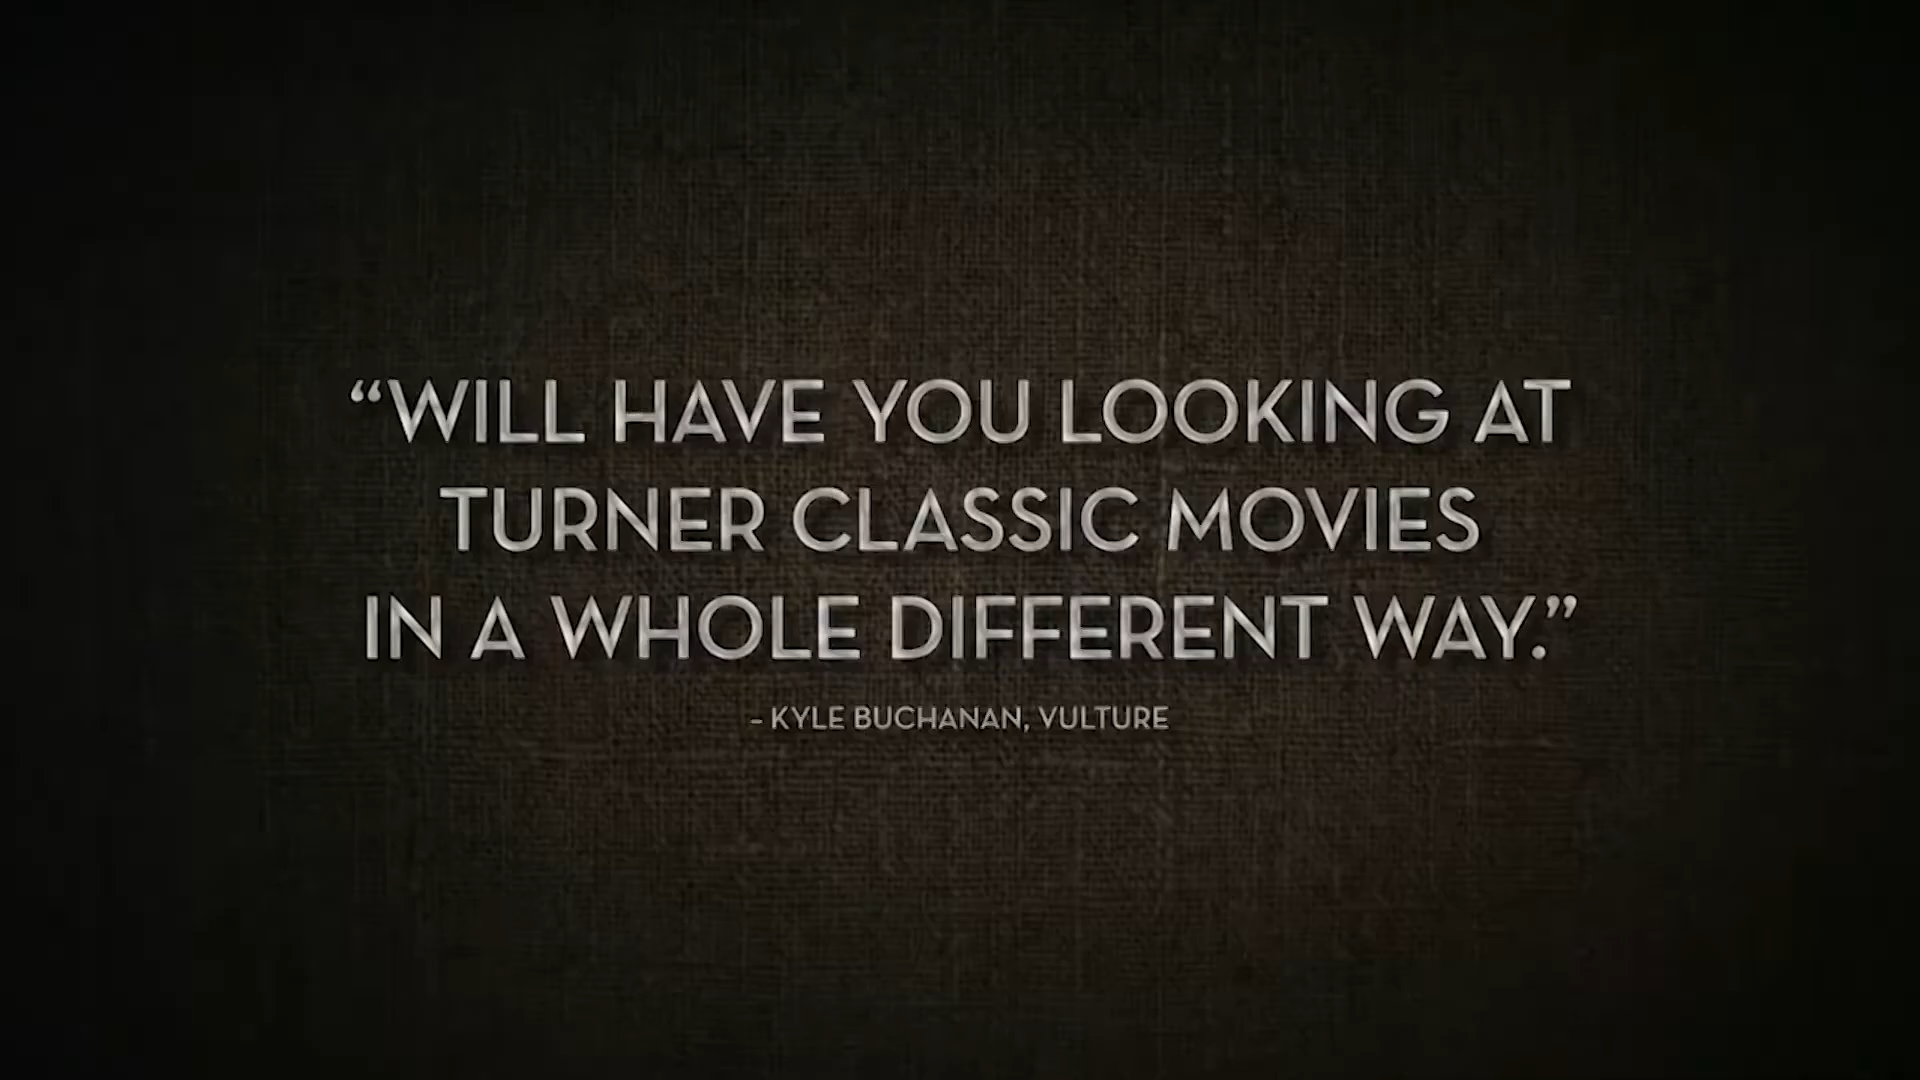 “WILL HAVE YOU LOOKING AT
TURNER CLASSIC MOVIES
IN A WHOLE DIFFERENT WAY.”
– KYLE BUCHANAN, VULTURE